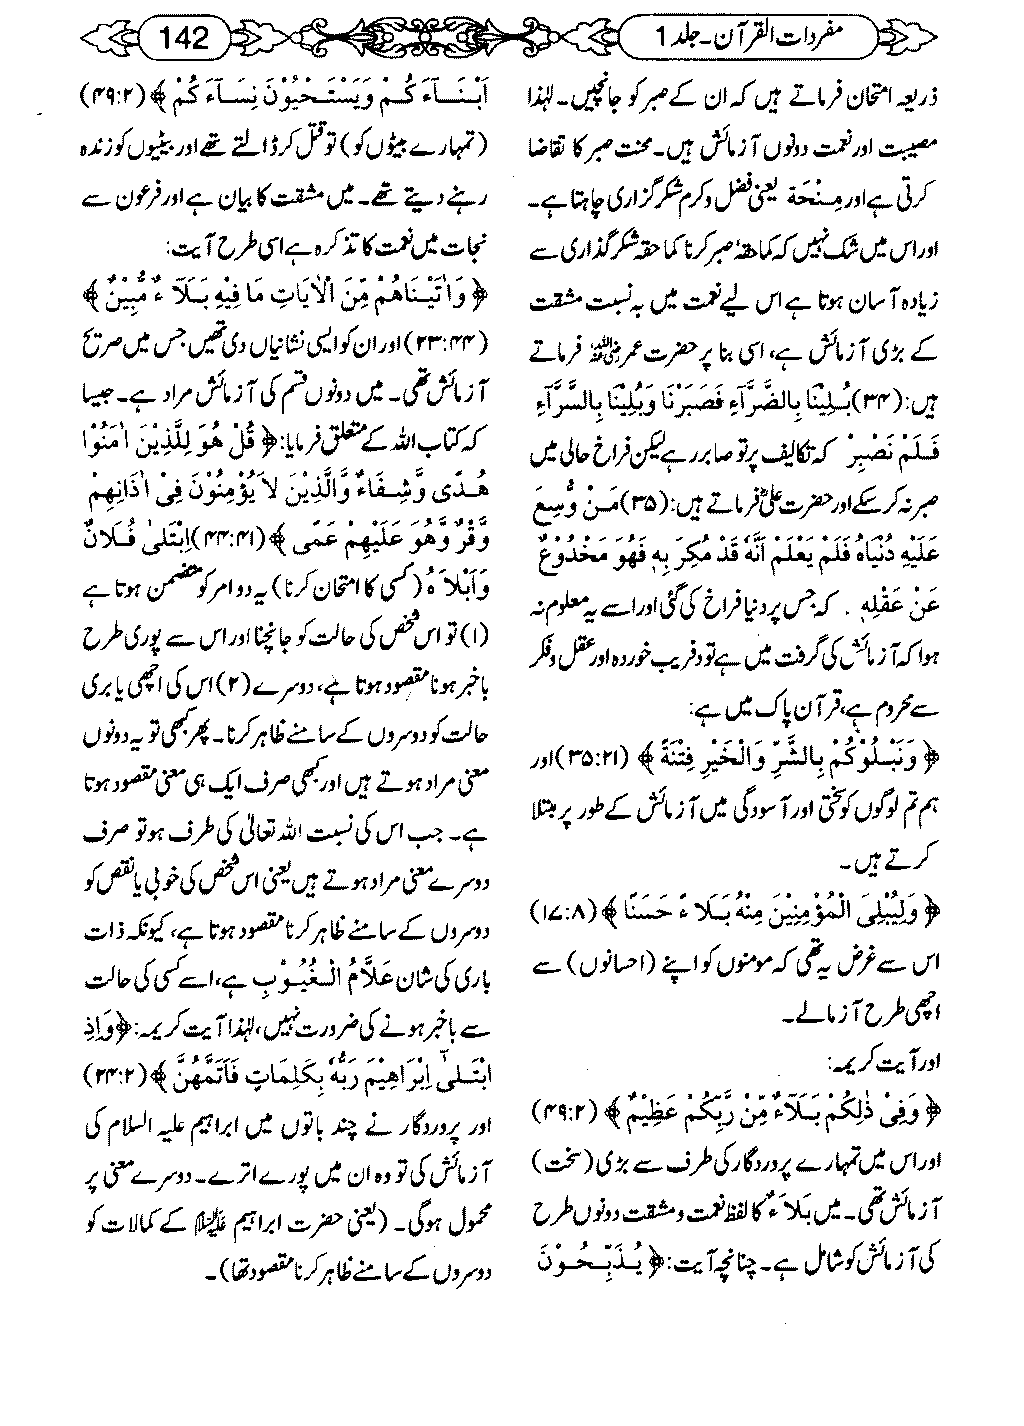 مفردات القرآن۔ جلد 1
142
ذریعہ امتحان فرماتے ہیں کہ ان کے صبر کو جانچیں۔ لہٰذا
مصیبت اور نعمت دونوں آزمائش ہیں۔ محنت صبر کا تقاضا
کرتی ہے اور مِنْحَة یعنی فضل و کرم شکرگزاری چاہتا ہے۔
اور اس میں شک نہیں کہ کما حقہٗ صبر کرنا کما حقہ شکر گذاری سے
زیادہ آسان ہوتا ہے اس لیے نعمت میں بہ نسبت مشقت
کے بڑی آزمائش ہے، اسی بنا پر حضرت عمر رضی اللہ عنہ فرماتے
ہیں: (۳۴) بُلِیْنَا بِالضَّرَّآءِ فَصَبَرْنَا وَبُلِیْنَا بِالسَّرَّآءِ
فَلَمْ نَصْبِرْ کہ تکالیف پر تو صابر رہے لیکن فراخ حالی میں
صبر نہ کر سکے اور حضرت علیؓ فرماتے ہیں: (۳۵) مَنْ وُّسِعَ
عَلَیْهِ دُنْیَاهُ فَلَمْ یَعْلَمْ اَنَّهٗ قَدْ مُکِرَ بِهٖ فَهُوَ مَخْدُوْعٌ
عَنْ عَقْلِهٖ . کہ جس پر دنیا فراخ کی گئی اور اسے یہ معلوم نہ
ہوا کہ آزمائش کی گرفت میں ہے تو وہ فریب خوردہ اور عقل و فکر
سے محروم ہے، قرآن پاک میں ہے:
﴿ وَنَبْلُوْکُمْ بِالشَّرِّ وَالْخَیْرِ فِتْنَةً ﴾ (۳۵:۲۱) اور
ہم تم لوگوں کو سختی اور آسودگی میں آزمائش کے طور پر مبتلا
کرتے ہیں۔
﴿ وَلِیُبْلِیَ الْمُؤْمِنِیْنَ مِنْهُ بَلَاءً حَسَنًا ﴾ (۱۷:۸)
اس سے غرض یہ تھی کہ مومنوں کو اپنے (احسانوں) سے
اچھی طرح آزمالے۔
اور آیت کریمہ:
﴿ وَفِیْ ذٰلِکُمْ بَلَآءٌ مِّنْ رَّبِّکُمْ عَظِیْمٌ ﴾ (۴۹:۲)
اور اس میں تمہارے پروردگار کی طرف سے بڑی (سخت)
آزمائش تھی۔ میں بَلَاءٌ کا لفظ نعمت و مشقت دونوں طرح
کی آزمائش کو شامل ہے۔ چنانچہ آیت: ﴿ یُذَبِّحُوْنَ
اَبْنَآءَکُمْ وَیَسْتَحْیُوْنَ نِسَآءَکُمْ ﴾ (۴۹:۲)
(تمہارے بیٹوں کو) تو قتل کر ڈالتے تھے اور بیٹیوں کو زندہ
رہنے دیتے تھے۔ میں مشقت کا بیان ہے اور فرعون سے
نجات میں نعمت کا تذکرہ ہے اسی طرح آیت:
﴿ وَاٰتَیْنَاهُمْ مِّنَ الْاٰیَاتِ مَا فِیْهِ بَلَآءٌ مُّبِیْنٌ ﴾
(۲۳:۴۴) اور ان کو ایسی نشانیاں دی تھیں جس میں صریح
آزمائش تھی۔ میں دونوں قسم کی آزمائش مراد ہے۔ جیسا
کہ کتاب اللہ کے متعلق فرمایا: ﴿ قُلْ هُوَ لِلَّذِیْنَ اٰمَنُوْا
هُدًی وَّشِفَاءٌ وَّالَّذِیْنَ لَا یُؤْمِنُوْنَ فِیْ اٰذَانِهِمْ
وَقْرٌ وَّهُوَ عَلَیْهِمْ عَمًی ﴾ (۴۴:۴۱) اِبْتَلٰی فُلَانٌ
وَاَبْلَاهُ (کسی کا امتحان کرنا) یہ دو امر کو متضمن ہوتا ہے
(۱) تو اس شخص کی حالت کو جانچنا اور اس سے پوری طرح
باخبر ہونا مقصود ہوتا ہے، دوسرے (۲) اس کی اچھی یا بری
حالت کو دوسروں کے سامنے ظاہر کرنا۔ پھر کبھی تو یہ دونوں
معنی مراد ہوتے ہیں اور کبھی صرف ایک ہی معنی مقصود ہوتا
ہے۔ جب اس کی نسبت اللہ تعالیٰ کی طرف ہو تو صرف
دوسرے معنی مراد ہوتے ہیں یعنی اس شخص کی خوبی یا نقص کو
دوسروں کے سامنے ظاہر کرنا مقصود ہوتا ہے، کیونکہ ذات
باری کی شان عَلَّامُ الْغُیُوْبِ ہے، اسے کسی کی حالت
سے باخبر ہونے کی ضرورت نہیں، لہٰذا آیت کریمہ: ﴿وَاِذِ
ابْتَلٰٓی اِبْرَاهِیْمَ رَبُّهٗ بِکَلِمَاتٍ فَاَتَمَّهُنَّ ﴾ (۲۴:۲)
اور پروردگار نے چند باتوں میں ابراہیم علیہ السلام کی
آزمائش کی تو وہ ان میں پورے اترے۔ دوسرے معنی پر
محمول ہوگی۔ (یعنی حضرت ابراہیم علیہ السلام کے کمالات کو
دوسروں کے سامنے ظاہر کرنا مقصود تھا)۔